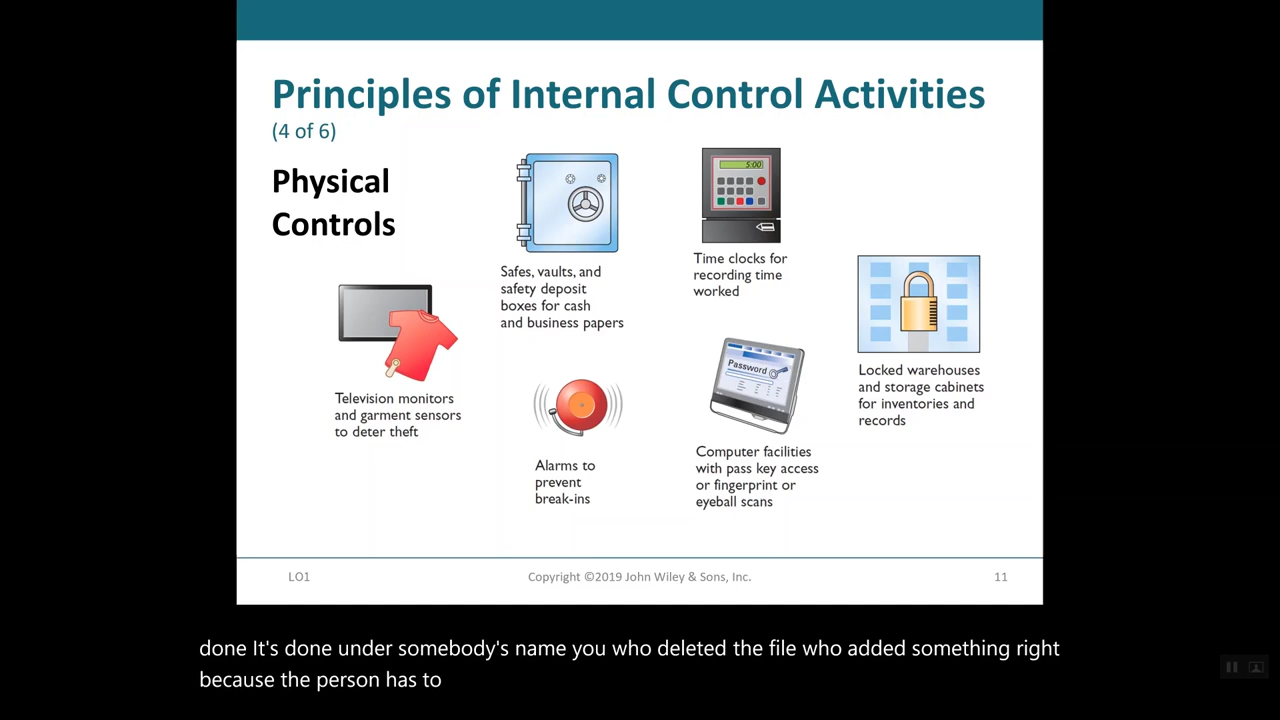 Principles of Internal Control Activities
(4 of 6)
Physical
Controls
5:00
Safes, vaults, and
safety deposit
boxes for cash
and business papers
Time clocks for
recording time
worked
Television monitors
and garment sensors
to deter theft
Alarms to
prevent
break-ins
Password
Computer facilities
with pass key access
or fingerprint or
eyeball scans
Locked warehouses
and storage cabinets
for inventories and
records
LO1
Copyright ©2019 John Wiley & Sons, Inc.
11
done It's done under somebody's name you who deleted the file who added something right
because the person has to